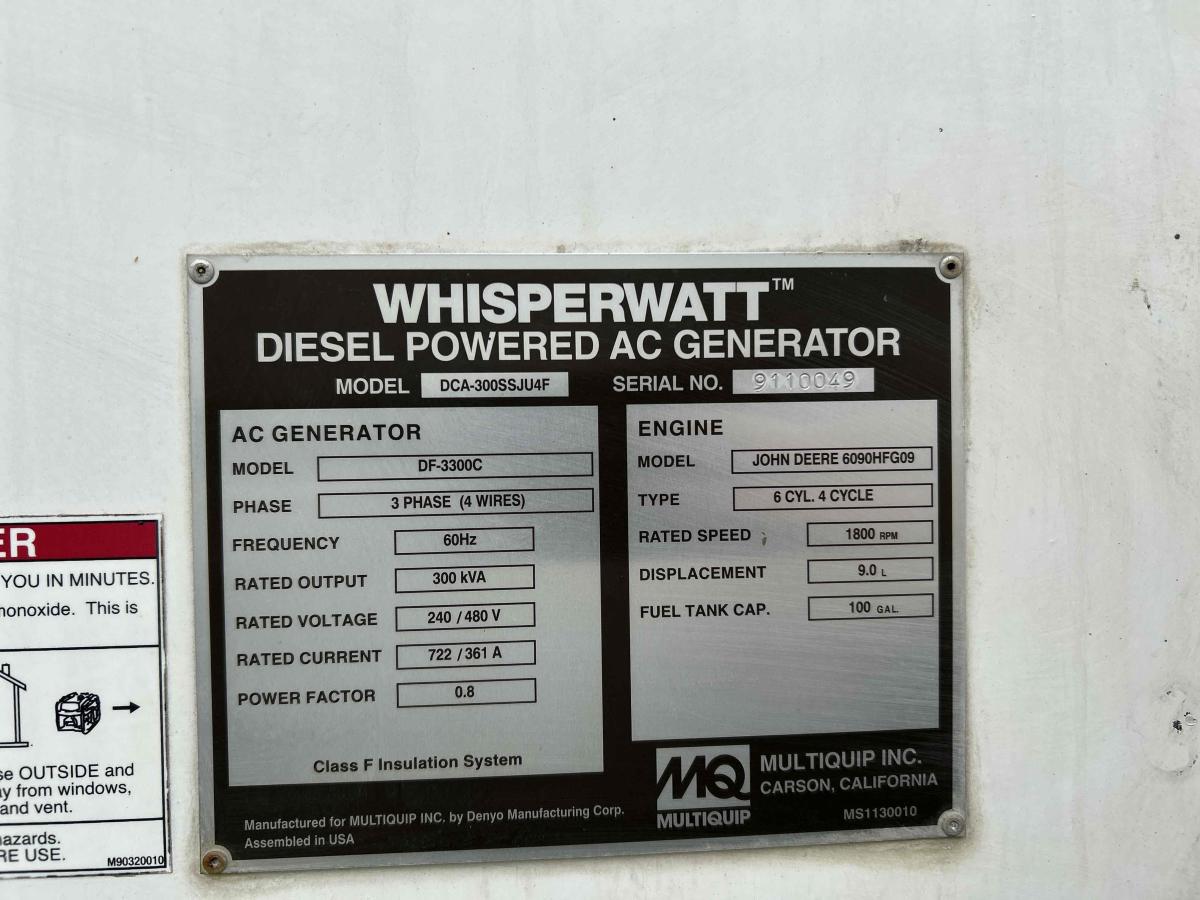 WHISPERWATT™
DIESEL POWERED AC GENERATOR
MODEL DCA-300SSJU4F SERIAL NO. 9110049
AC GENERATOR
MODEL DF-3300C
PHASE 3 PHASE (4 WIRES)
FREQUENCY 60Hz
RATED OUTPUT 300 kVA
RATED VOLTAGE 240 / 480 V
RATED CURRENT 722 / 361 A
POWER FACTOR 0.8
Class F Insulation System
ENGINE
MODEL JOHN DEERE 6090HFG09
TYPE 6 CYL. 4 CYCLE
RATED SPEED 1800 RPM
DISPLACEMENT 9.0 L
FUEL TANK CAP. 100 GAL.
Manufactured for MULTIQUIP INC. by Denyo Manufacturing Corp.
Assembled in USA
MQ
MULTIQUIP
MULTIQUIP INC.
CARSON, CALIFORNIA
MS1130010
ER
YOU IN MINUTES.
monoxide. This is
se OUTSIDE and
ay from windows,
and vent.
hazards.
RE USE.
M90320010